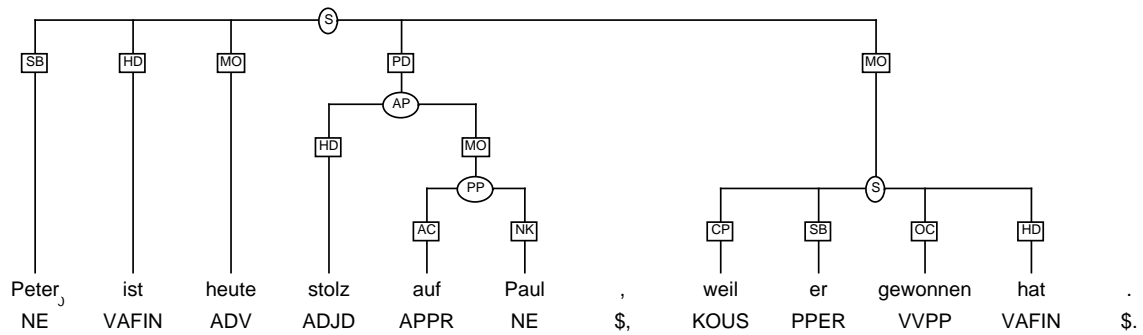 S
SB HD MO PD MO
AP
HD MO
PP S
AC NK CP SB OC HD
Peter ist heute stolz auf Paul , weil er gewonnen hat .
NE VAFIN ADV ADJD APPR NE $, KOUS PPER VVPP VAFIN $.